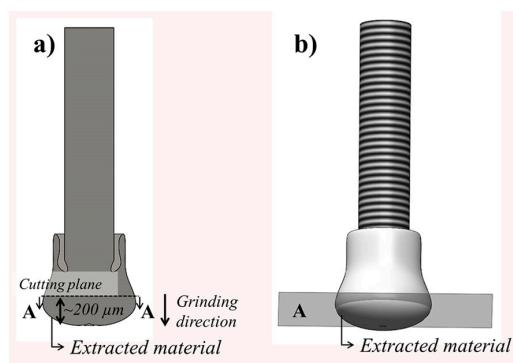 a)
Cutting plane
A
~200 µm
A
Grinding
direction
Extracted material
b)
A
Extracted material